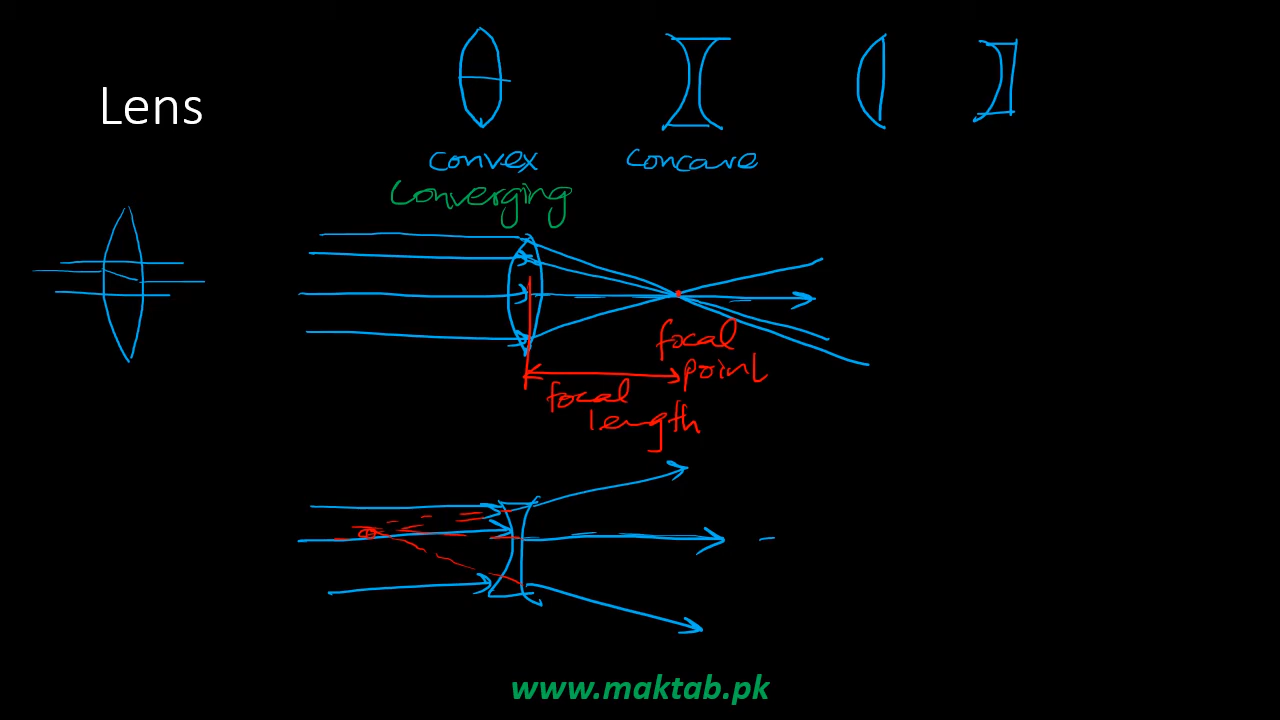 Lens
convex
concave
Converging
focal
point
focal
length
www.maktab.pk